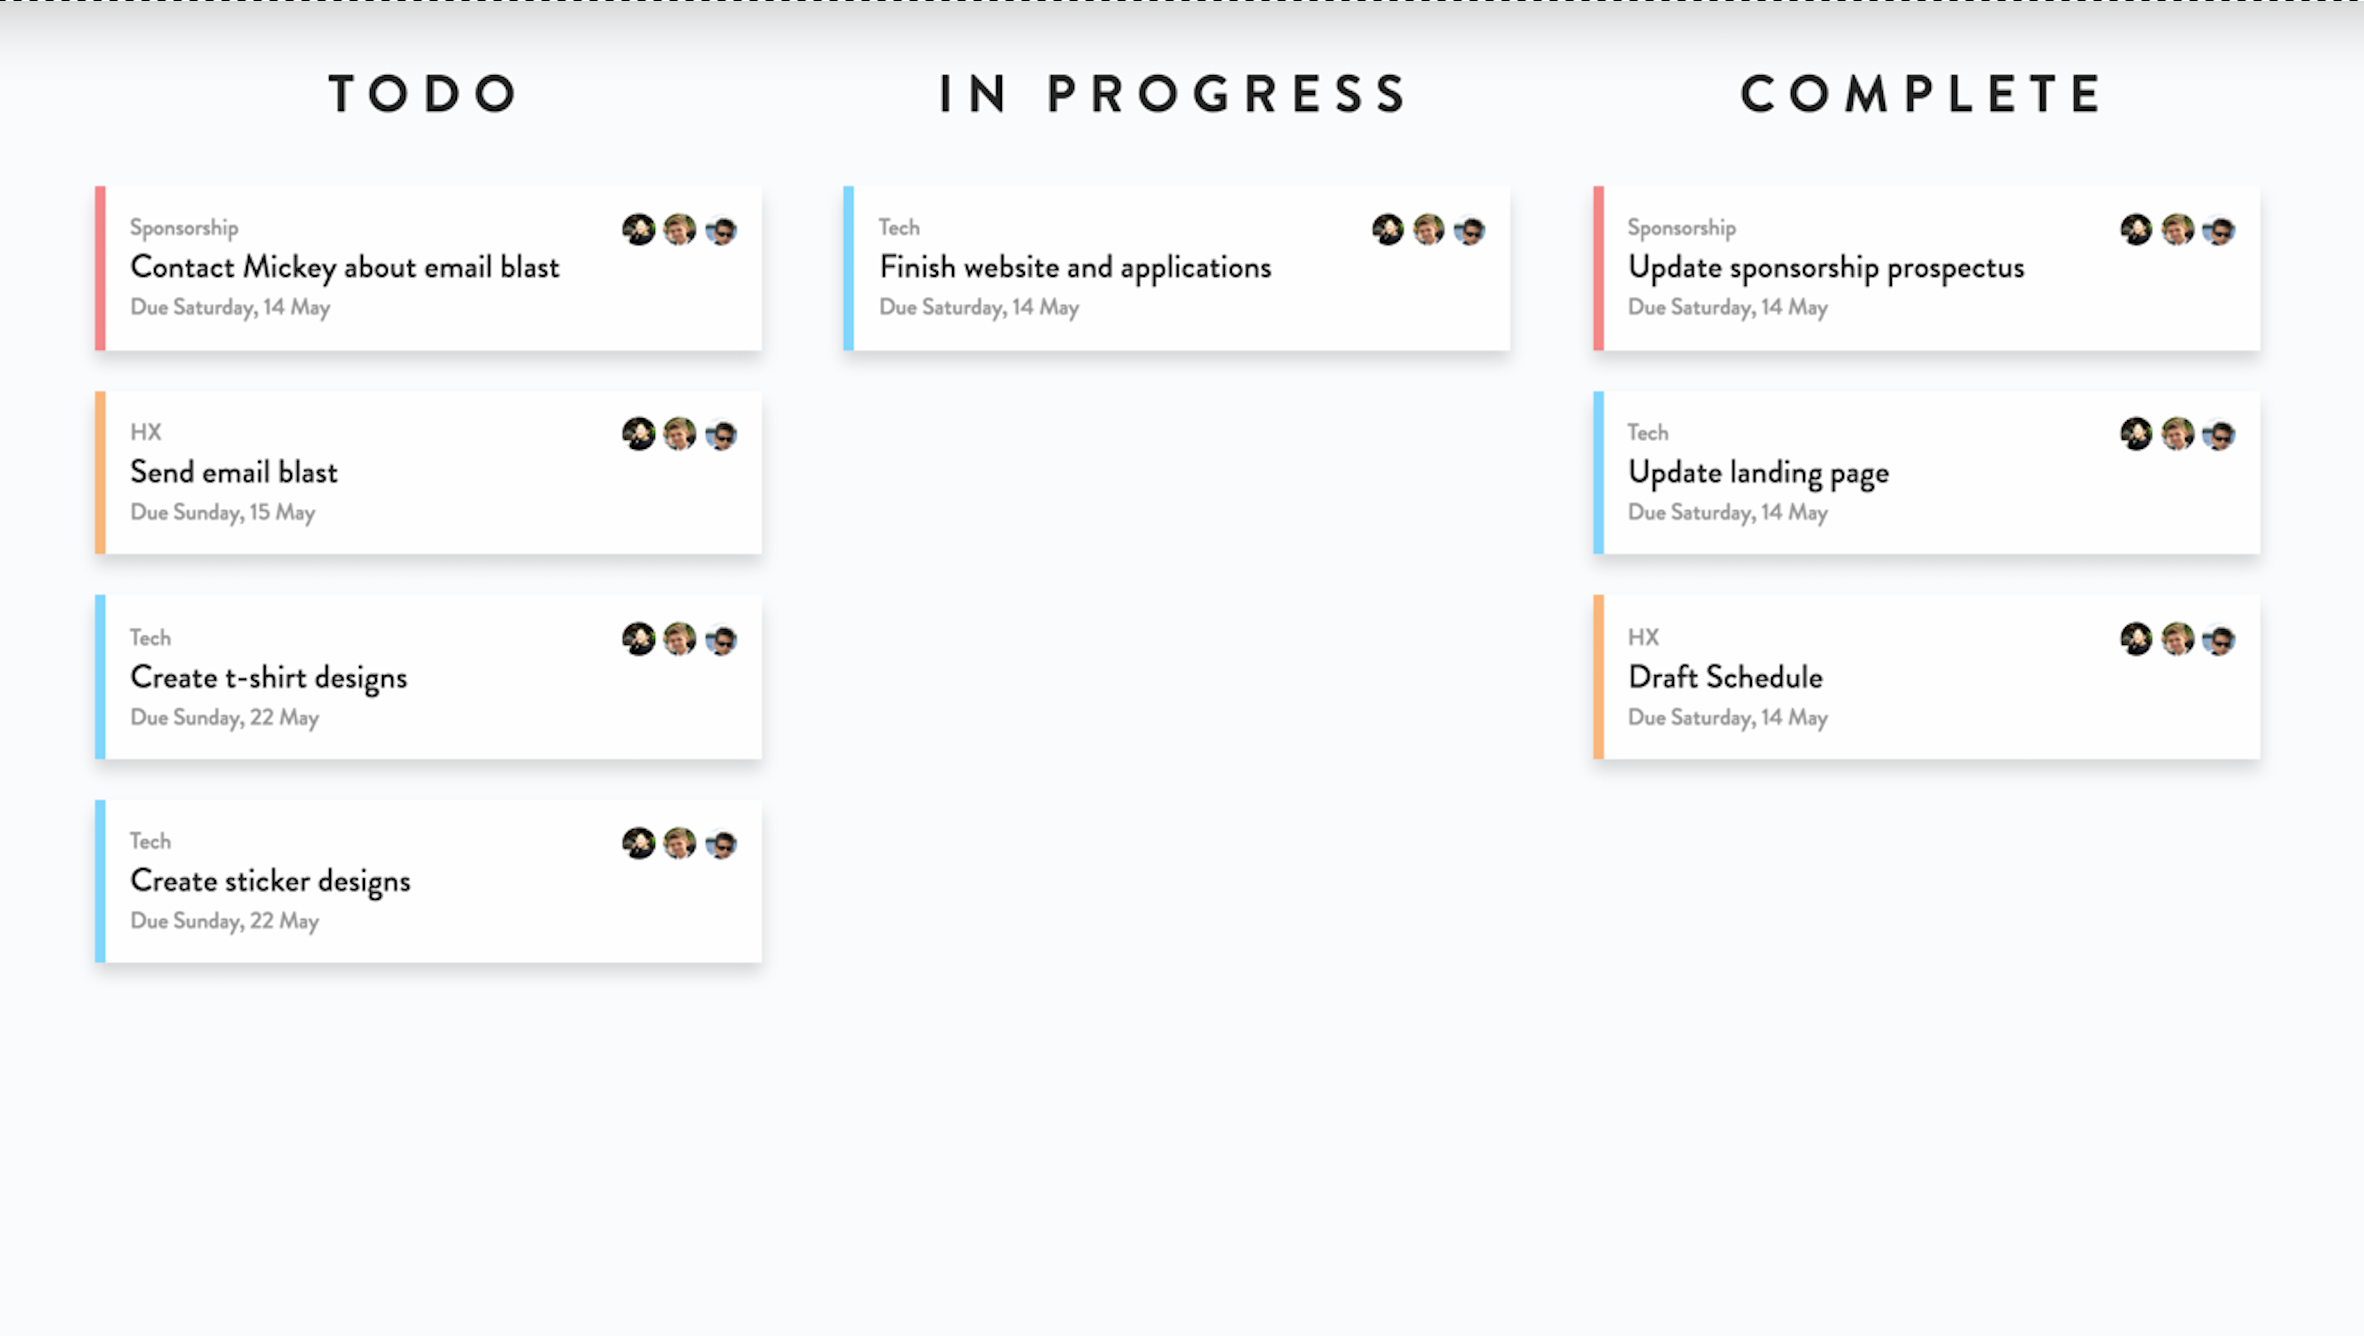 TODO
Sponsorship
Contact Mickey about email blast
Due Saturday, 14 May
HX
Send email blast
Due Sunday, 15 May
Tech
Create t-shirt designs
Due Sunday, 22 May
Tech
Create sticker designs
Due Sunday, 22 May
IN PROGRESS
Tech
Finish website and applications
Due Saturday, 14 May
COMPLETE
Sponsorship
Update sponsorship prospectus
Due Saturday, 14 May
Tech
Update landing page
Due Saturday, 14 May
HX
Draft Schedule
Due Saturday, 14 May